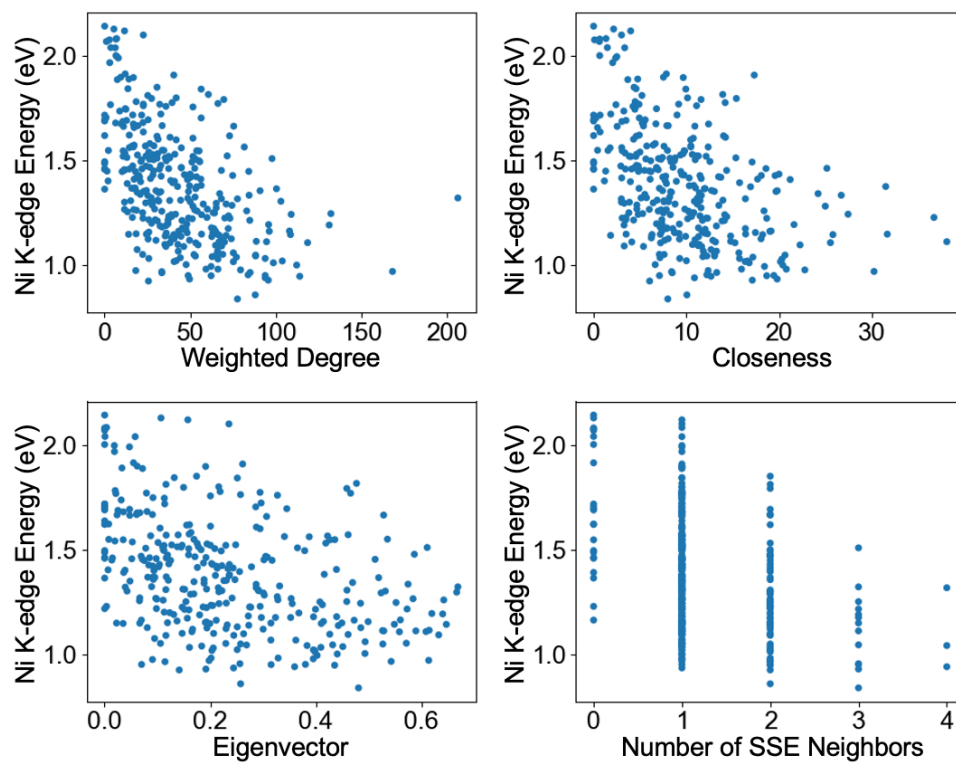 Ni K-edge Energy (eV)
2.0
1.5
1.0
0 50 100 150 200
Weighted Degree
Ni K-edge Energy (eV)
2.0
1.5
1.0
0 10 20 30
Closeness
Ni K-edge Energy (eV)
2.0
1.5
1.0
0.0 0.2 0.4 0.6
Eigenvector
Ni K-edge Energy (eV)
2.0
1.5
1.0
0 1 2 3 4
Number of SSE Neighbors